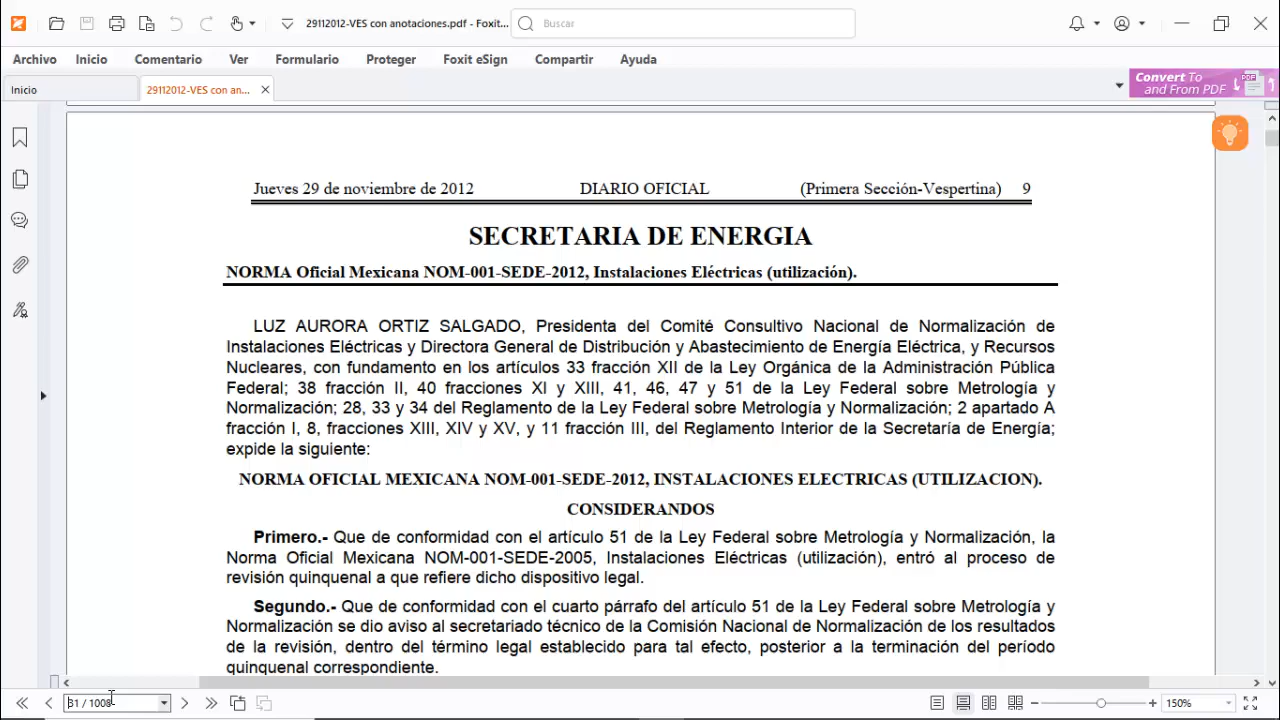 29112012-VES con anotaciones.pdf - Foxit...
Buscar
Archivo Inicio Comentario Ver Formulario Proteger Foxit eSign Compartir Ayuda
Inicio
29112012-VES con an...
Convert To
and From PDF
PDF
Jueves 29 de noviembre de 2012 DIARIO OFICIAL (Primera Sección-Vespertina) 9
SECRETARIA DE ENERGIA
NORMA Oficial Mexicana NOM-001-SEDE-2012, Instalaciones Eléctricas (utilización).
LUZ AURORA ORTIZ SALGADO, Presidenta del Comité Consultivo Nacional de Normalización de
Instalaciones Eléctricas y Directora General de Distribución y Abastecimiento de Energía Eléctrica, y Recursos
Nucleares, con fundamento en los artículos 33 fracción XII de la Ley Orgánica de la Administración Pública
Federal; 38 fracción II, 40 fracciones XI y XIII, 41, 46, 47 y 51 de la Ley Federal sobre Metrología y
Normalización; 28, 33 y 34 del Reglamento de la Ley Federal sobre Metrología y Normalización; 2 apartado A
fracción I, 8, fracciones XIII, XIV y XV, y 11 fracción III, del Reglamento Interior de la Secretaría de Energía;
expide la siguiente:
NORMA OFICIAL MEXICANA NOM-001-SEDE-2012, INSTALACIONES ELECTRICAS (UTILIZACION).
CONSIDERANDOS
Primero.- Que de conformidad con el artículo 51 de la Ley Federal sobre Metrología y Normalización, la
Norma Oficial Mexicana NOM-001-SEDE-2005, Instalaciones Eléctricas (utilización), entró al proceso de
revisión quinquenal a que refiere dicho dispositivo legal.
Segundo.- Que de conformidad con el cuarto párrafo del artículo 51 de la Ley Federal sobre Metrología y
Normalización se dio aviso al secretariado técnico de la Comisión Nacional de Normalización de los resultados
de la revisión, dentro del término legal establecido para tal efecto, posterior a la terminación del período
quinquenal correspondiente.
31 / 1008
150%